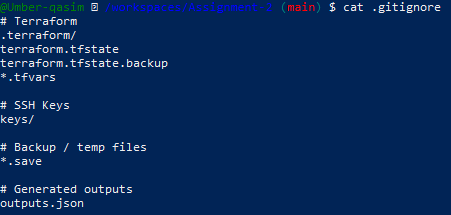 @Umber-qasim /workspaces/Assignment-2 (main) $ cat .gitignore
# Terraform
.terraform/
terraform.tfstate
terraform.tfstate.backup
*.tfvars
# SSH Keys
keys/
# Backup / temp files
*.save
# Generated outputs
outputs.json